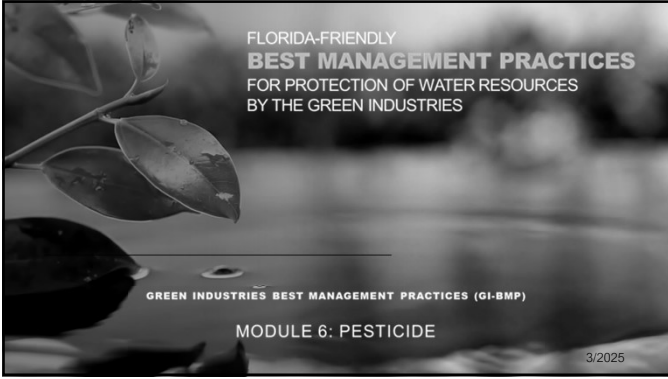 FLORIDA-FRIENDLY
BEST MANAGEMENT PRACTICES
FOR PROTECTION OF WATER RESOURCES
BY THE GREEN INDUSTRIES
GREEN INDUSTRIES BEST MANAGEMENT PRACTICES (GI-BMP)
MODULE 6: PESTICIDE
3/2025